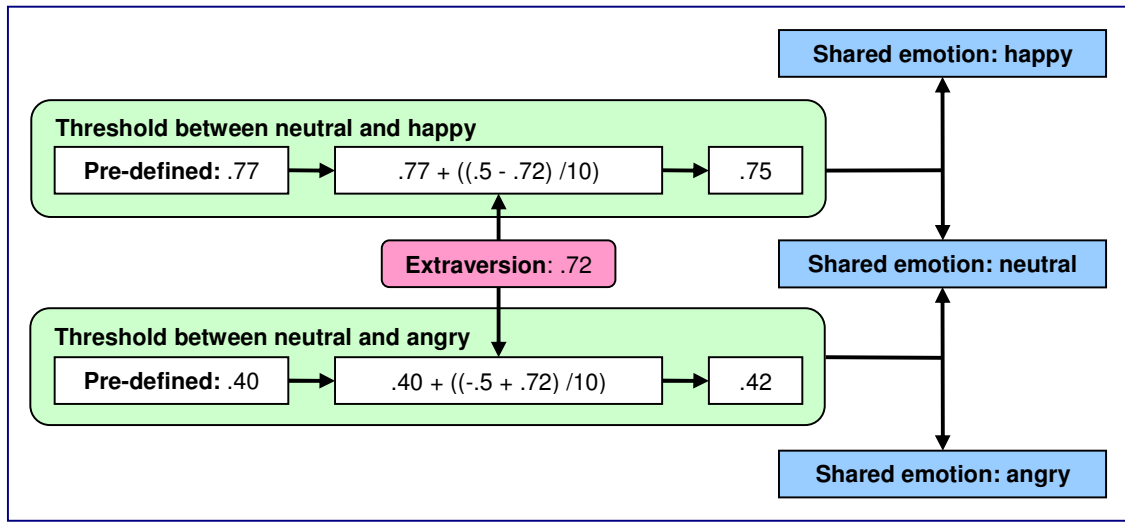 Shared emotion: happy
Threshold between neutral and happy
Pre-defined: .77
.77 + ((.5 - .72) /10)
.75
Extraversion: .72
Shared emotion: neutral
Threshold between neutral and angry
Pre-defined: .40
.40 + ((-.5 + .72) /10)
.42
Shared emotion: angry